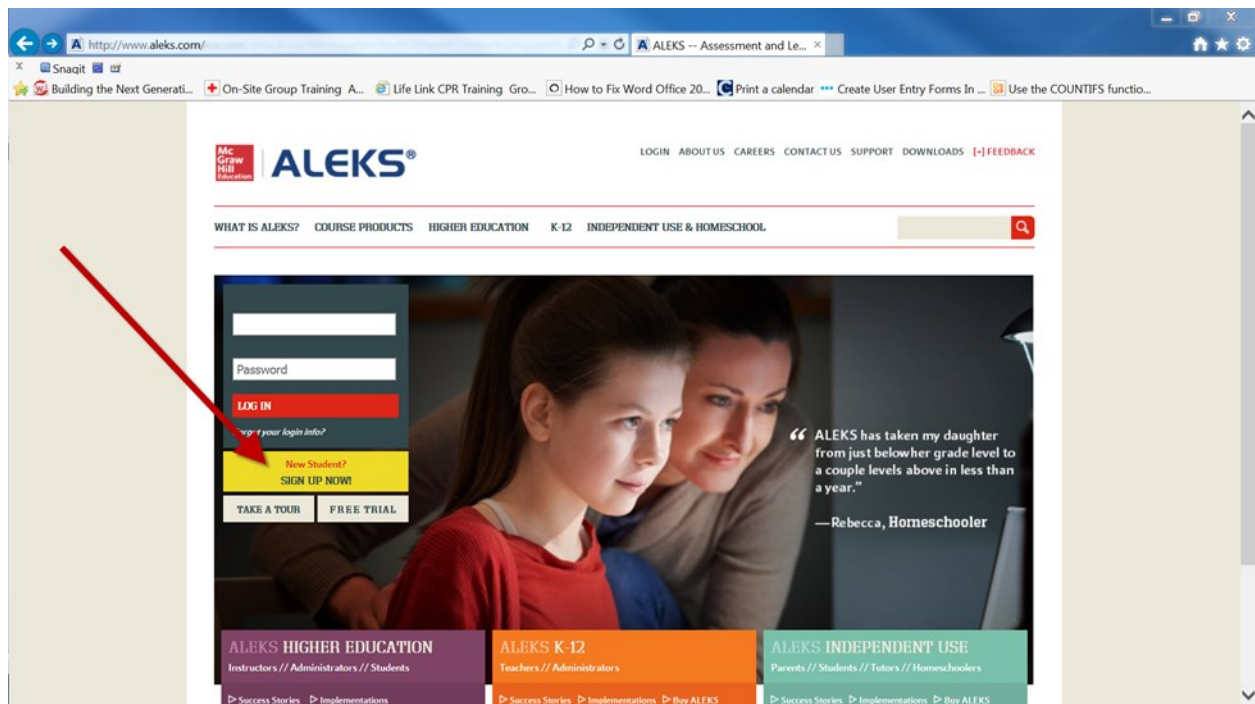 http://www.aleks.com/
ALEKS -- Assessment and Le...
Snagit
Building the Next Generati...
On-Site Group Training A...
Life Link CPR Training Gro...
How to Fix Word Office 20...
Print a calendar
Create User Entry Forms In ...
Use the COUNTIFS functio...
Mc
Graw
Hill
Education
ALEKS®
LOGIN ABOUT US CAREERS CONTACT US SUPPORT DOWNLOADS [+] FEEDBACK
WHAT IS ALEKS? COURSE PRODUCTS HIGHER EDUCATION K-12 INDEPENDENT USE & HOMESCHOOL
Password
LOG IN
Forgot your login info?
New Student?
SIGN UP NOW!
TAKE A TOUR FREE TRIAL
“ ALEKS has taken my daughter
from just belowher grade level to
a couple levels above in less than
a year.”
—Rebecca, Homeschooler
ALEKS HIGHER EDUCATION
Instructors // Administrators // Students
Success Stories Implementations
ALEKS K-12
Teachers // Administrators
Success Stories Implementations Buy ALEKS
ALEKS INDEPENDENT USE
Parents // Students // Tutors // Homeschoolers
Success Stories Implementations Buy ALEKS